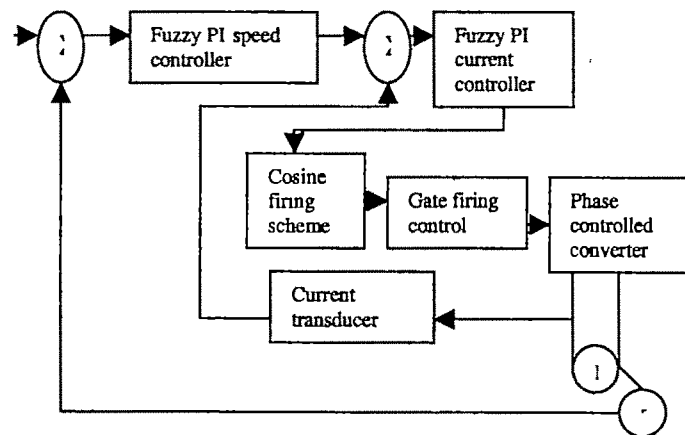 Fuzzy PI speed
controller
Fuzzy PI
current
controller
Cosine
firing
scheme
Gate firing
control
Phase
controlled
converter
Current
transducer